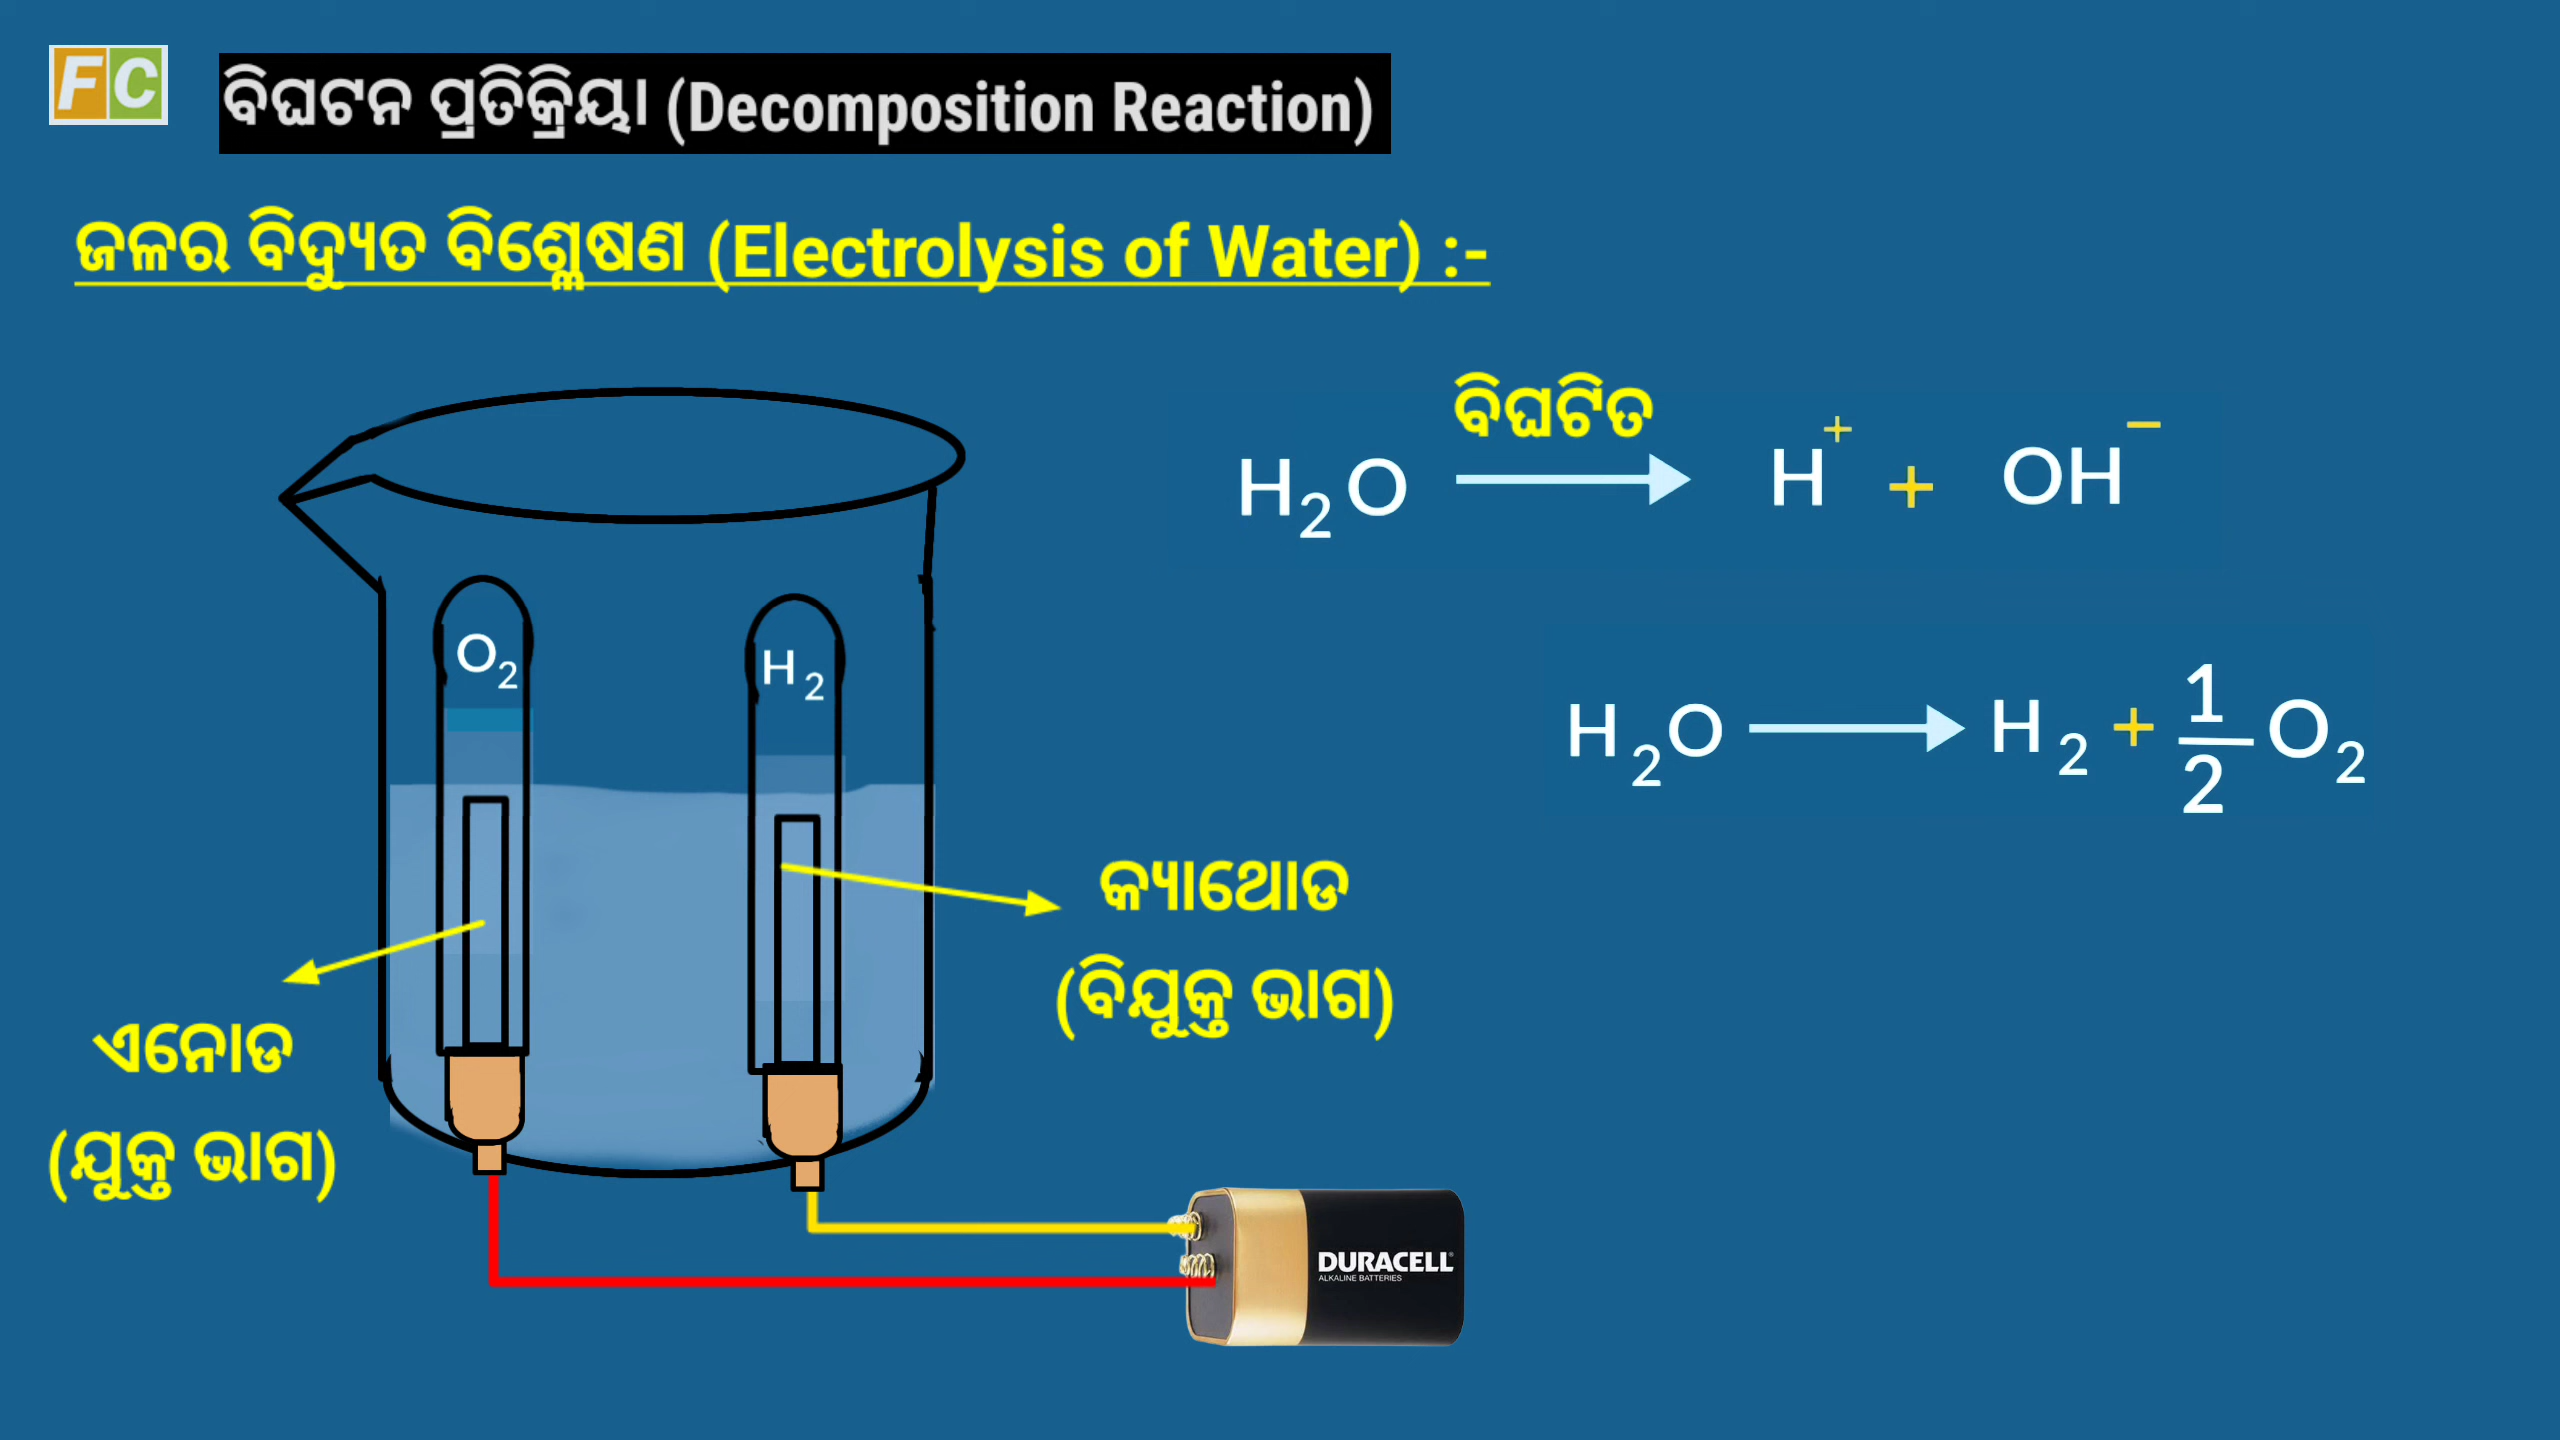 FC
ବିଘଟନ ପ୍ରତିକ୍ରିୟା (Decomposition Reaction)
ଜଳର ବିଦ୍ୟୁତ ବିଶ୍ଳେଷଣ (Electrolysis of Water) :-
ବିଘଟିତ
H₂O → H⁺ + OH⁻
O₂
H₂
H₂O → H₂ + 1/2 O₂
କ୍ୟାଥୋଡ
(ବିଯୁକ୍ତ ଭାଗ)
ଏନୋଡ
(ଯୁକ୍ତ ଭାଗ)
DURACELL
ALKALINE BATTERIES